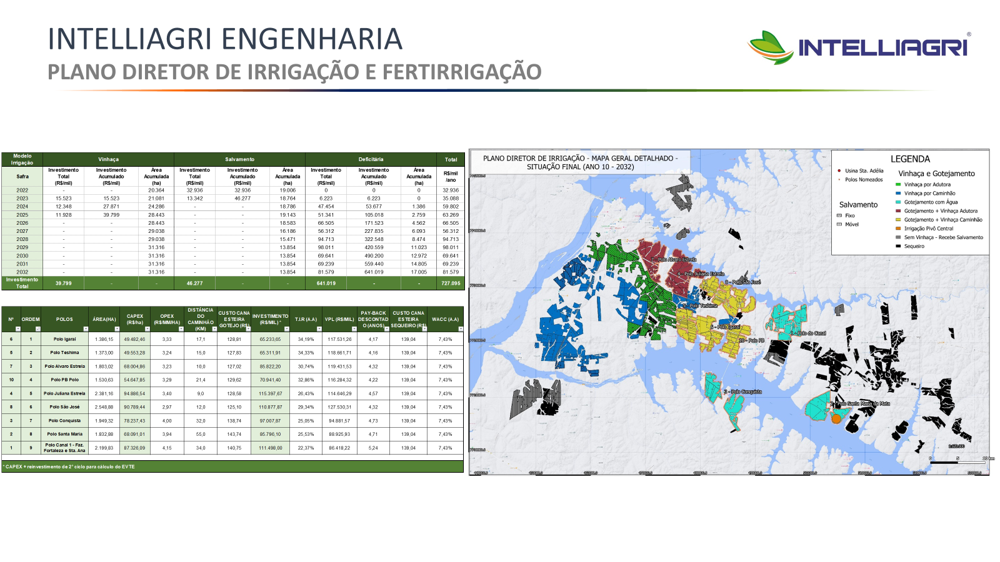 INTELLIAGRI ENGENHARIA
PLANO DIRETOR DE IRRIGAÇÃO E FERTIRRIGAÇÃO
INTELLIAGRI®
Modelo Irrigação Vinhaça Salvamento Deficitária Total
Safra Investimento Total (R$/mil) Investimento Acumulado (R$/mil) Área Acumulada (ha) Investimento Total (R$/mil) Investimento Acumulado (R$/mil) Área Acumulada (ha) Investimento Total (R$/mil) Investimento Acumulado (R$/mil) Área Acumulada (ha) R$/mil /ano
2022 - - 20.364 32.936 32.936 19.006 0 0 0 32.936
2023 15.523 15.523 21.081 13.342 46.277 18.764 6.223 6.223 0 35.088
2024 12.348 27.871 24.286 - - 18.786 47.454 53.677 1.386 59.802
2025 11.928 39.799 28.443 - - 19.143 51.341 105.018 2.759 63.269
2026 - - 28.443 - - 18.583 66.505 171.523 4.562 66.505
2027 - - 29.038 - - 16.186 56.312 227.835 6.093 56.312
2028 - - 29.038 - - 15.471 94.713 322.548 8.474 94.713
2029 - - 31.316 - - 13.854 98.011 420.559 11.023 98.011
2030 - - 31.316 - - 13.854 69.641 490.200 12.972 69.641
2031 - - 31.316 - - 13.854 69.239 559.440 14.805 69.239
2032 - - 31.316 - - 13.854 81.579 641.019 17.005 81.579
Investimento Total 39.799 - - 46.277 - - 641.019 - - 727.095
Nº ORDEM POLOS ÁREA(HA) CAPEX (R$/ha) OPEX (R$/MM/HA) DISTÂNCIA DO CAMINHÃO (KM) CUSTO CANA ESTEIRA GOTEJO (R$) INVESTIMENTO (R$/MIL) * T.I.R (A.A) VPL (R$/MIL) PAY-BACK DESCONTADO (ANOS) CUSTO CANA ESTEIRA SEQUEIRO (R$) WACC (A.A)
6 1 Polo Igaraí 1.386,15 49.482,46 3,33 17,1 128,81 65.233,65 34,19% 117.531,26 4,17 139,04 7,43%
5 2 Polo Teshima 1.373,00 49.553,28 3,24 15,0 127,83 65.311,91 34,33% 118.661,71 4,16 139,04 7,43%
7 3 Polo Alvaro Estrela 1.803,02 68.004,86 3,23 10,0 127,02 85.822,20 30,74% 119.431,53 4,32 139,04 7,43%
10 4 Polo PB Polo 1.530,63 54.647,85 3,29 21,4 129,62 70.941,40 32,86% 116.284,32 4,22 139,04 7,43%
4 5 Polo Juliana Estrela 2.381,16 94.886,54 3,40 9,0 128,58 115.397,67 26,43% 114.646,29 4,57 139,04 7,43%
8 6 Polo São José 2.548,88 90.789,44 2,97 12,0 125,10 110.877,87 29,34% 127.530,31 4,32 139,04 7,43%
3 7 Polo Conquista 1.949,32 78.237,43 4,00 32,0 138,74 97.007,87 25,05% 94.881,57 4,73 139,04 7,43%
2 8 Polo Santa Maria 1.832,88 68.091,01 3,94 55,0 143,74 85.796,10 25,53% 88.925,93 4,71 139,04 7,43%
1 9 Polo Canal 1 - Faz. Fortaleza e Sta. Ana 2.199,83 87.326,09 4,15 34,0 140,75 111.498,00 22,37% 86.418,22 5,24 139,04 7,43%
* CAPEX + reinvestimento de 2° ciclo para cálculo do EVTE
PLANO DIRETOR DE IRRIGAÇÃO - MAPA GERAL DETALHADO -
SITUAÇÃO FINAL (ANO 10 - 2032)
LEGENDA
Usina Sta. Adélia
Polos Nomeados
Salvamento
Fixo
Móvel
Vinhaça e Gotejamento
Vinhaça por Adutora
Vinhaça por Caminhão
Gotejamento com Água
Gotejamento + Vinhaça Adutora
Gotejamento + Vinhaça Caminhão
Irrigação Pivô Central
Sem Vinhaça - Recebe Salvamento
Sequeiro
7 - Polo Alvaro Estrela
4 - Polo Juliana Estrela
8 - Polo São José
5 - Polo Teshima
6 - Polo Igaraí
10 - Polo PB
1 - Polo do Canal
3 - Polo Conquista
2 - Polo Santa Maria da Mata
0 5 10 km